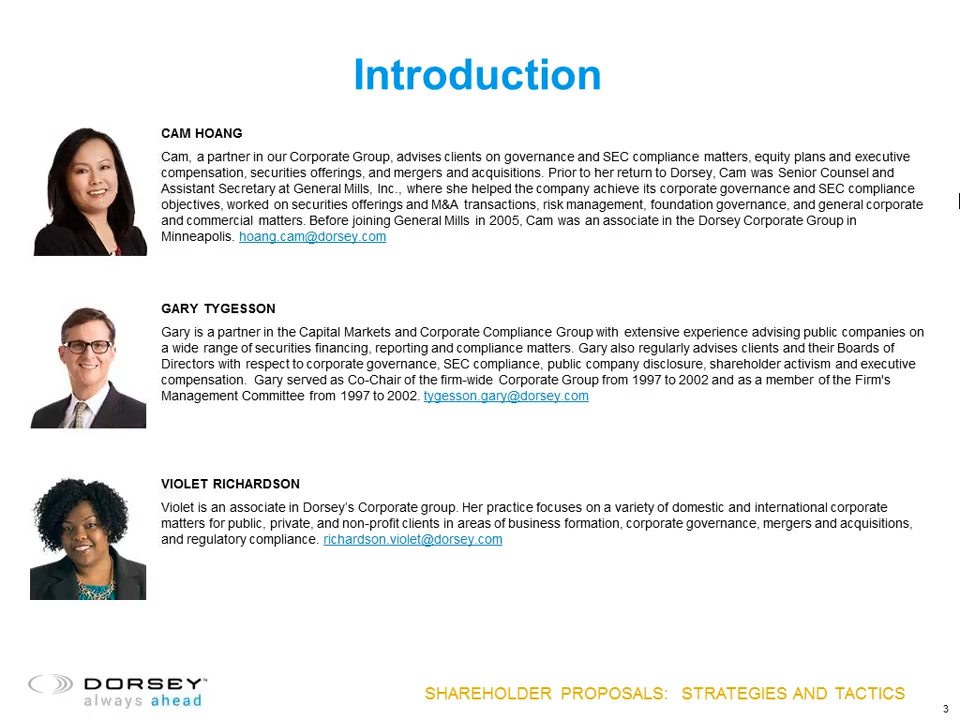 Introduction
CAM HOANG
Cam, a partner in our Corporate Group, advises clients on governance and SEC compliance matters, equity plans and executive
compensation, securities offerings, and mergers and acquisitions. Prior to her return to Dorsey, Cam was Senior Counsel and
Assistant Secretary at General Mills, Inc., where she helped the company achieve its corporate governance and SEC compliance
objectives, worked on securities offerings and M&A transactions, risk management, foundation governance, and general corporate
and commercial matters. Before joining General Mills in 2005, Cam was an associate in the Dorsey Corporate Group in
Minneapolis. hoang.cam@dorsey.com
GARY TYGESSON
Gary is a partner in the Capital Markets and Corporate Compliance Group with extensive experience advising public companies on
a wide range of securities financing, reporting and compliance matters. Gary also regularly advises clients and their Boards of
Directors with respect to corporate governance, SEC compliance, public company disclosure, shareholder activism and executive
compensation. Gary served as Co-Chair of the firm-wide Corporate Group from 1997 to 2002 and as a member of the Firm's
Management Committee from 1997 to 2002. tygesson.gary@dorsey.com
VIOLET RICHARDSON
Violet is an associate in Dorsey’s Corporate group. Her practice focuses on a variety of domestic and international corporate
matters for public, private, and non-profit clients in areas of business formation, corporate governance, mergers and acquisitions,
and regulatory compliance. richardson.violet@dorsey.com
DORSEY™
always ahead
SHAREHOLDER PROPOSALS: STRATEGIES AND TACTICS
3